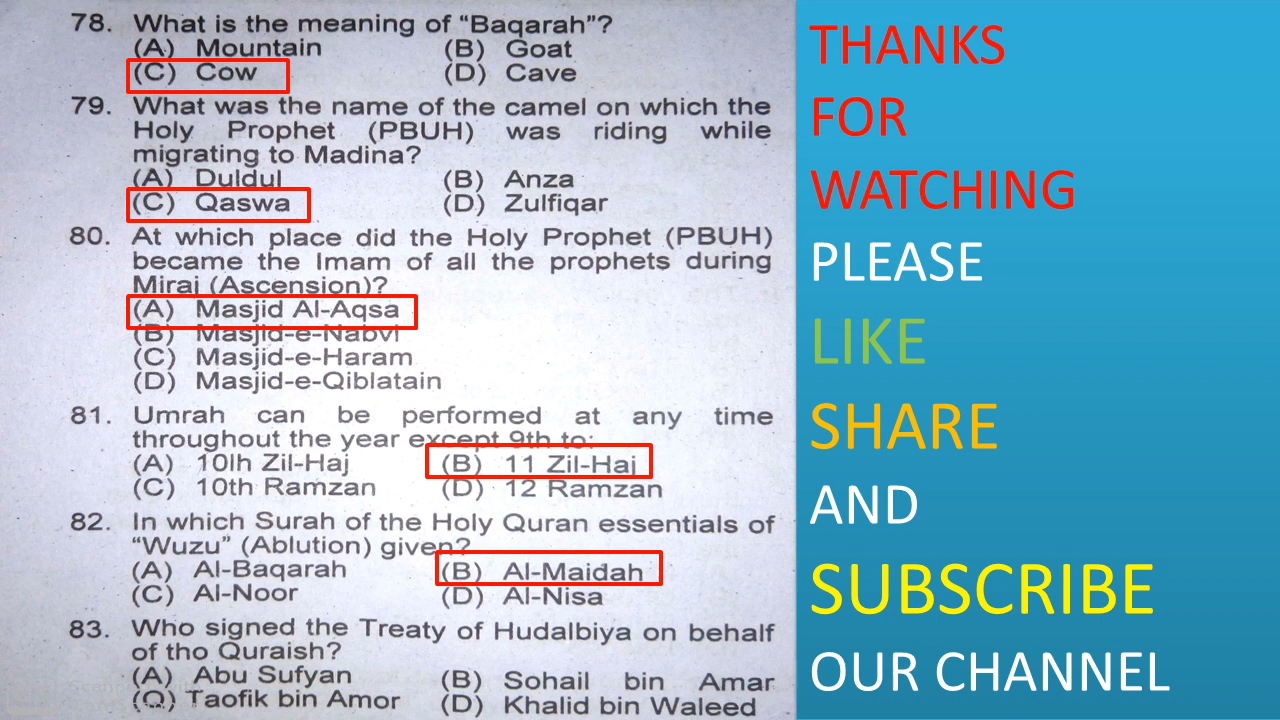 78. What is the meaning of “Baqarah”?
(A) Mountain (B) Goat
(C) Cow (D) Cave
79. What was the name of the camel on which the
Holy Prophet (PBUH) was riding while
migrating to Madina?
(A) Duldul (B) Anza
(C) Qaswa (D) Zulfiqar
80. At which place did the Holy Prophet (PBUH)
became the Imam of all the prophets during
Miraj (Ascension)?
(A) Masjid Al-Aqsa
(B) Masjid-e-Nabvi
(C) Masjid-e-Haram
(D) Masjid-e-Qiblatain
81. Umrah can be performed at any time
throughout the year except 9th to:
(A) 10lh Zil-Haj (B) 11 Zil-Haj
(C) 10th Ramzan (D) 12 Ramzan
82. In which Surah of the Holy Quran essentials of
“Wuzu” (Ablution) given?
(A) Al-Baqarah (B) Al-Maidah
(C) Al-Noor (D) Al-Nisa
83. Who signed the Treaty of Hudalbiya on behalf
of tho Quraish?
(A) Abu Sufyan (B) Sohail bin Amar
(Q) Taofik bin Amor (D) Khalid bin Waleed
THANKS
FOR
WATCHING
PLEASE
LIKE
SHARE
AND
SUBSCRIBE
OUR CHANNEL